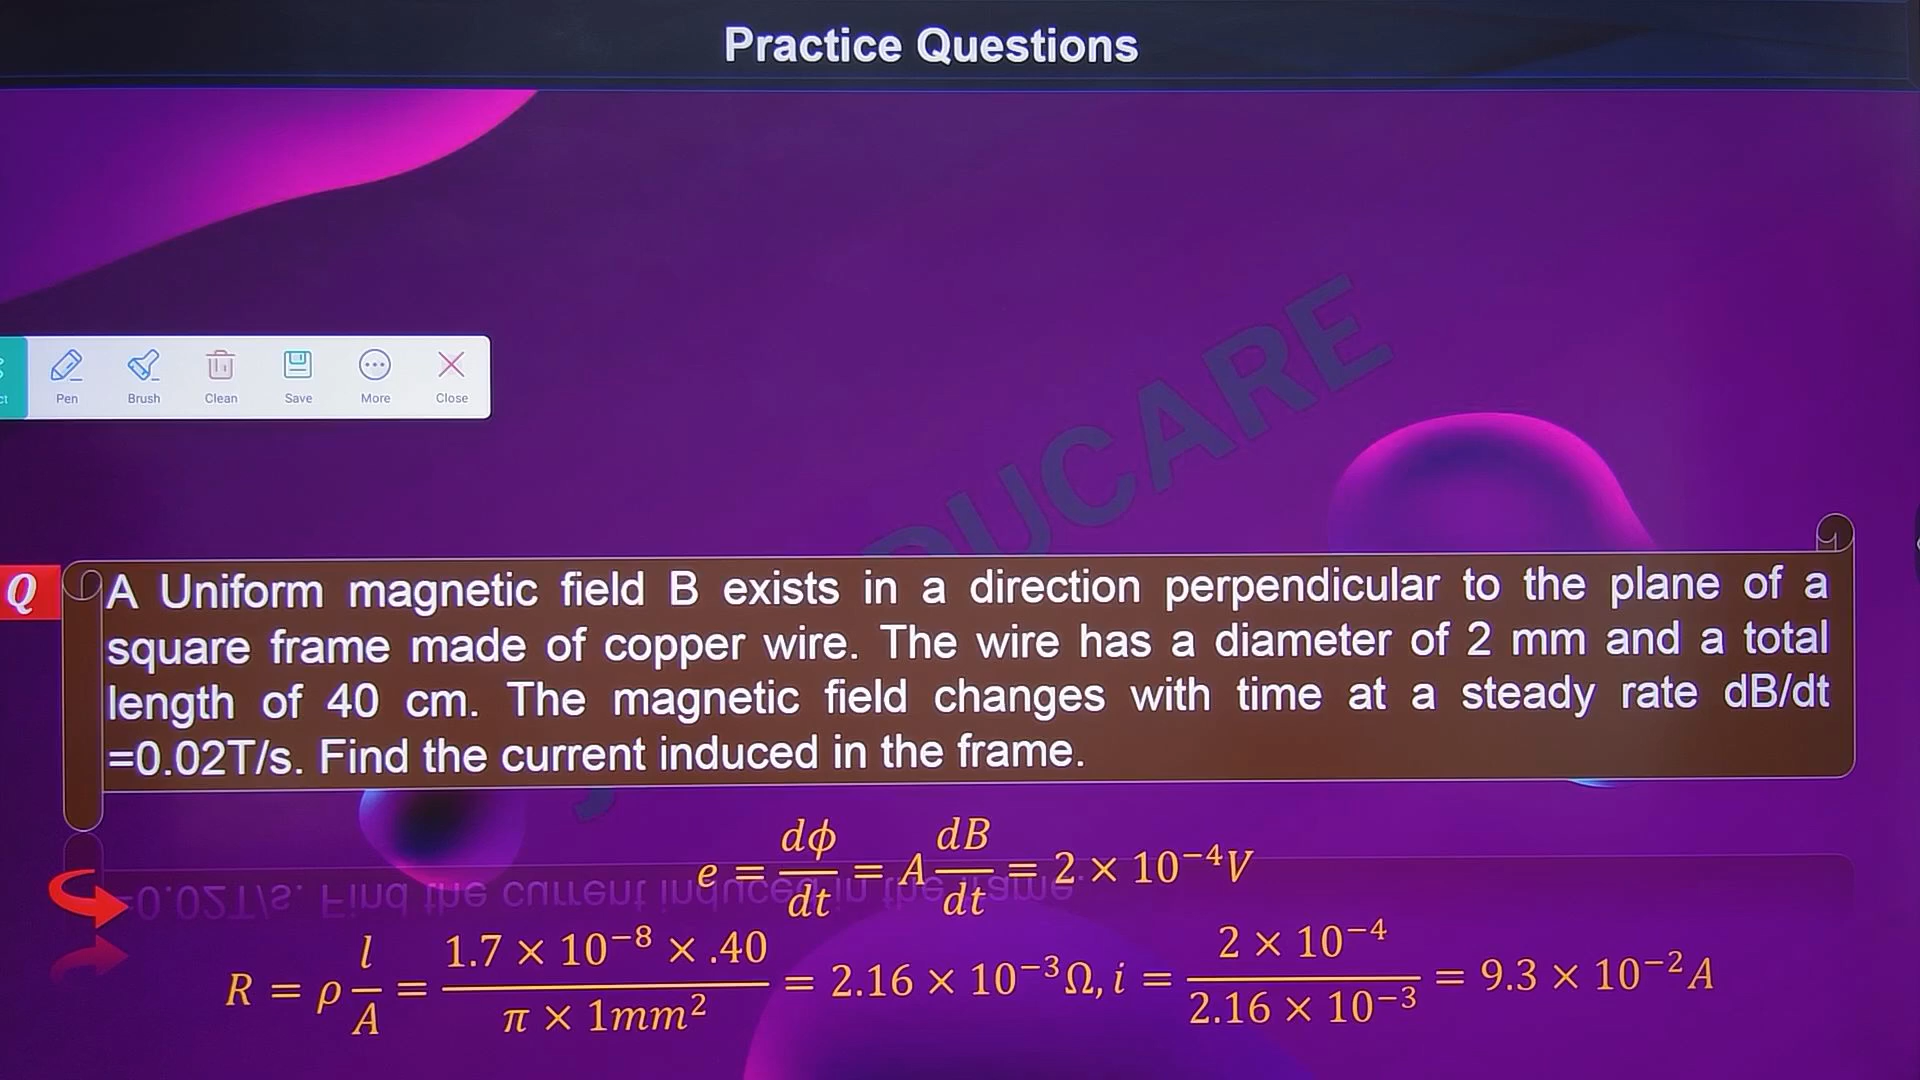 Practice Questions
ct Pen Brush Clean Save More Close
DUCARE
Q
A Uniform magnetic field B exists in a direction perpendicular to the plane of a
square frame made of copper wire. The wire has a diameter of 2 mm and a total
length of 40 cm. The magnetic field changes with time at a steady rate dB/dt
=0.02T/s. Find the current induced in the frame.
e = dϕ/dt = A dB/dt = 2 × 10⁻⁴V
R = ρ l/A = 1.7 × 10⁻⁸ × .40 / π × 1mm² = 2.16 × 10⁻³Ω, i = 2 × 10⁻⁴ / 2.16 × 10⁻³ = 9.3 × 10⁻²A